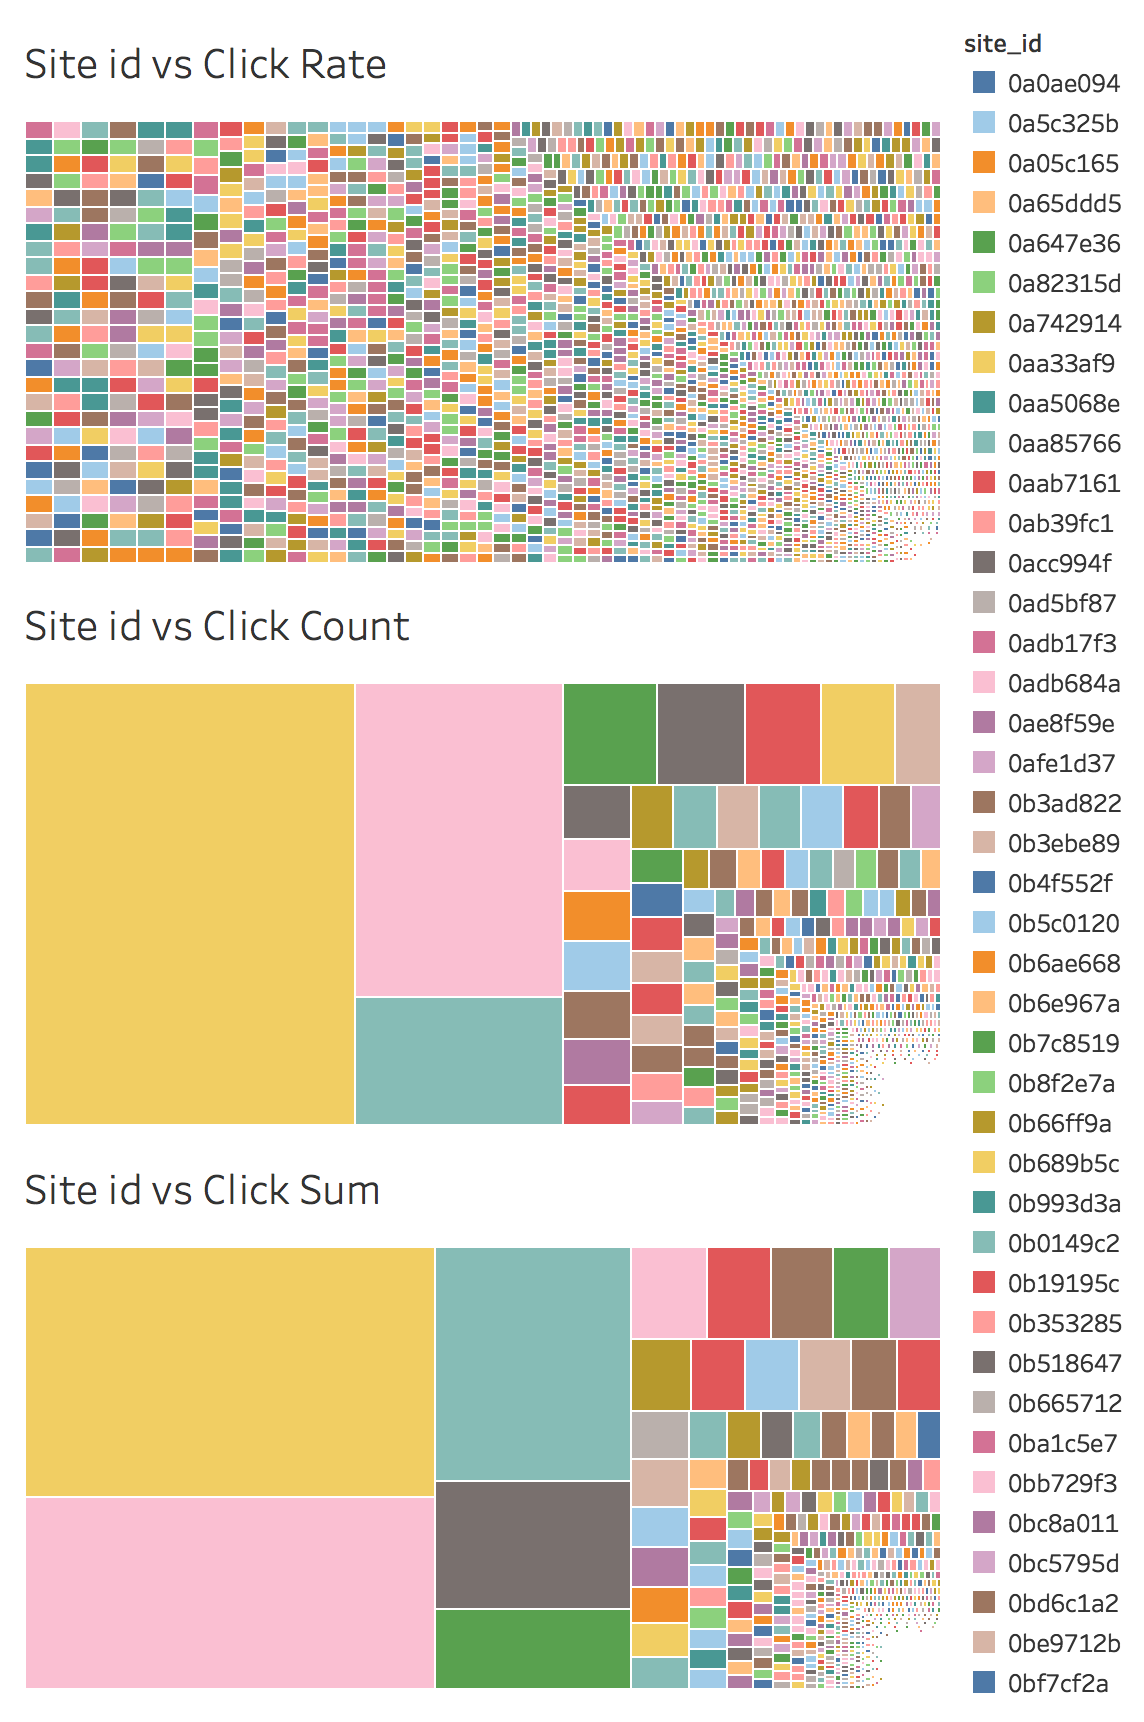 Site id vs Click Rate
Site id vs Click Count
Site id vs Click Sum
site_id
0a0ae094
0a5c325b
0a05c165
0a65ddd5
0a647e36
0a82315d
0a742914
0aa33af9
0aa5068e
0aa85766
0aab7161
0ab39fc1
0acc994f
0ad5bf87
0adb17f3
0adb684a
0ae8f59e
0afe1d37
0b3ad822
0b3ebe89
0b4f552f
0b5c0120
0b6ae668
0b6e967a
0b7c8519
0b8f2e7a
0b66ff9a
0b689b5c
0b993d3a
0b0149c2
0b19195c
0b353285
0b518647
0b665712
0ba1c5e7
0bb729f3
0bc8a011
0bc5795d
0bd6c1a2
0be9712b
0bf7cf2a